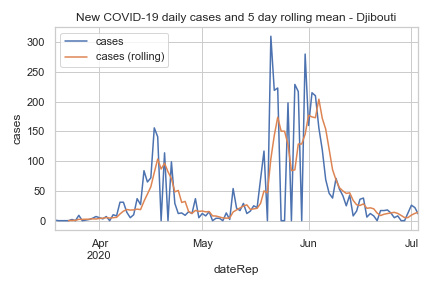 New COVID-19 daily cases and 5 day rolling mean - Djibouti
cases
cases (rolling)
300
250
200
150
100
50
0
cases
Apr
2020
May
Jun
Jul
dateRep